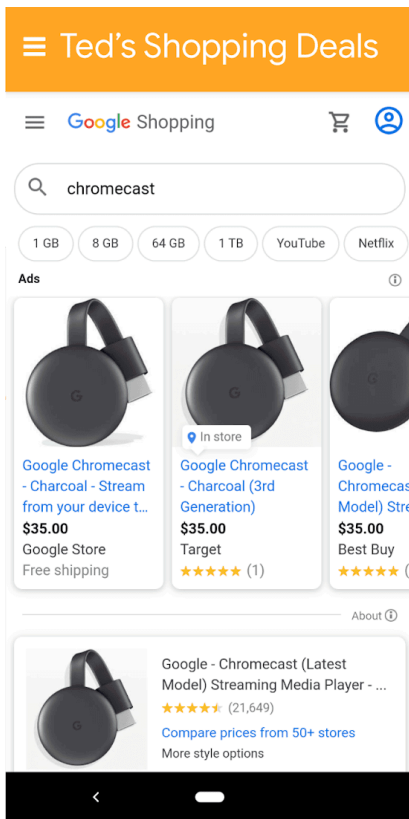 Ted's Shopping Deals
Google Shopping
chromecast
1 GB
8 GB
64 GB
1 TB
YouTube
Netflix
Ads
G
Google Chromecast
- Charcoal - Stream
from your device t...
$35.00
Google Store
Free shipping
G
In store
Google Chromecast
- Charcoal (3rd
Generation)
$35.00
Target
(1)
G
Google -
Chromecas
Model) Stre
$35.00
Best Buy
(
About
G
Google - Chromecast (Latest
Model) Streaming Media Player - ...
(21,649)
Compare prices from 50+ stores
More style options